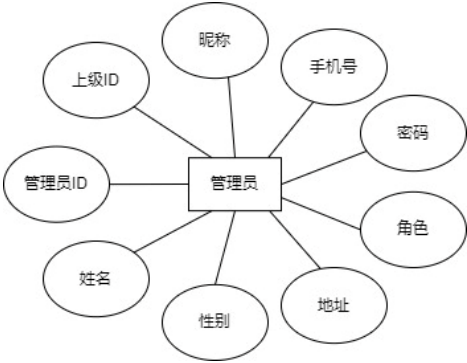 昵称
手机号
上级ID
密码
管理员ID
管理员
角色
姓名
地址
性别